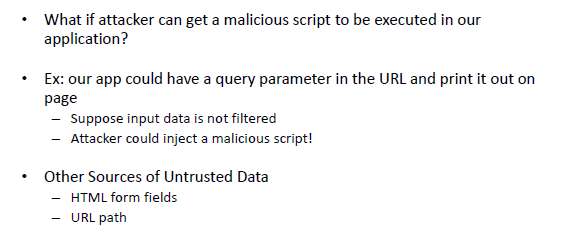 • What if attacker can get a malicious script to be executed in our
application?
• Ex: our app could have a query parameter in the URL and print it out on
page
– Suppose input data is not filtered
– Attacker could inject a malicious script!
• Other Sources of Untrusted Data
– HTML form fields
– URL path